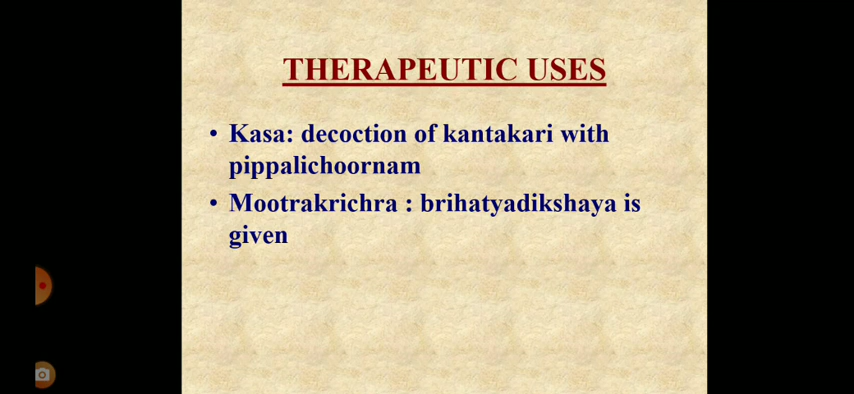 THERAPEUTIC USES
• Kasa: decoction of kantakari with
pippalichoornam
• Mootrakrichra : brihatyadikshaya is
given